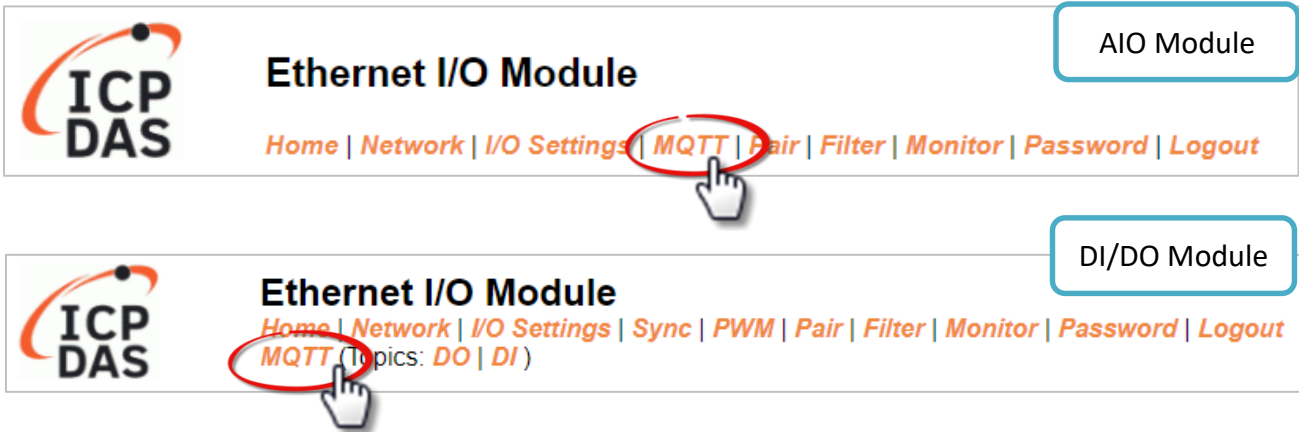 AIO Module
ICP
DAS
Ethernet I/O Module
Home | Network | I/O Settings | MQTT | Pair | Filter | Monitor | Password | Logout
DI/DO Module
ICP
DAS
Ethernet I/O Module
Home | Network | I/O Settings | Sync | PWM | Pair | Filter | Monitor | Password | Logout
MQTT (Topics: DO | DI )